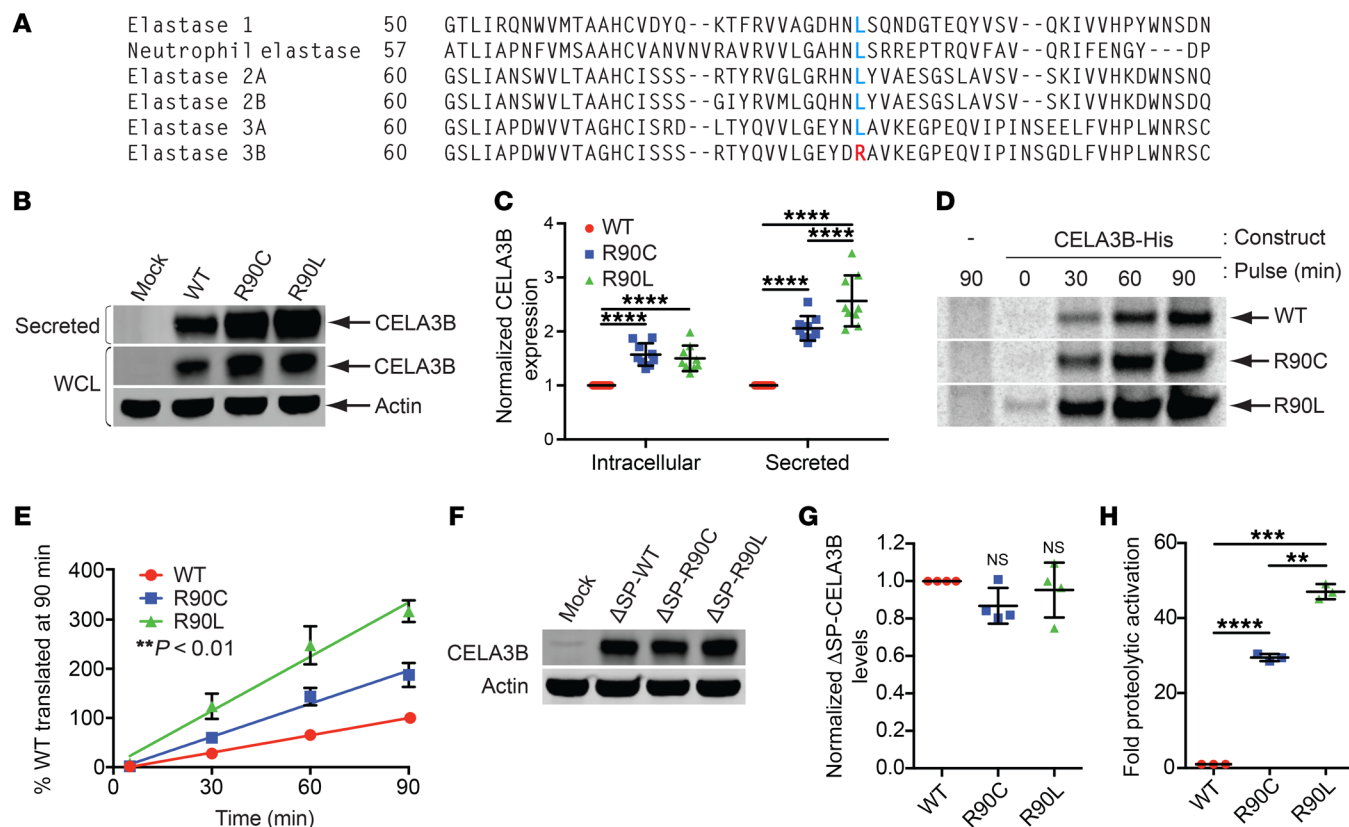 A
Elastase 1 50 GTLIRQNWVMTAAHCVDYQ--KTFRVVAGDHNLSQNDGTEQYVSV--QKIVVHPYWNSDN
Neutrophil elastase 57 ATLIAPNFVMSAAHCVANVNVRAVRVVLGAHNLSRREPTRQVFAV--QRIFENGY---DP
Elastase 2A 60 GSLIANSWVLTAAHCISSS--RTYRVGLGRHNLYVAESGSLAVSV--SKIVVHKDWNSNQ
Elastase 2B 60 GSLIANSWVLTAAHCISSS--GIYRVMLGQHNLYVAESGSLAVSV--SKIVVHKDWNSDQ
Elastase 3A 60 GSLIAPDWVVTAGHCISRD--LTYQVVLGEYNLAVKEGPEQVIPINSEELFVHPLWNRSC
Elastase 3B 60 GSLIAPDWVVTAGHCISSS--RTYQVVLGEYDRAVKEGPEQVIPINSGDLFVHPLWNRSC
B
Mock WT R90C R90L
Secreted CELA3B
WCL CELA3B
Actin
C
Normalized CELA3B
expression
4
3
2
1
0
WT
R90C
R90L
**** ****
**** **** ****
Intracellular Secreted
D
- CELA3B-His : Construct
90 0 30 60 90 : Pulse (min)
WT
R90C
R90L
E
% WT translated at 90 min
400
300
200
100
0
WT
R90C
R90L
**P < 0.01
0 30 60 90
Time (min)
F
Mock ΔSP-WT ΔSP-R90C ΔSP-R90L
CELA3B
Actin
G
Normalized ΔSP-CELA3B
levels
1.2
1.0
0.8
0.6
0.4
0.2
0.0
NS NS
WT R90C R90L
H
Fold proteolytic activation
60
40
20
0
***
**
****
WT R90C R90L